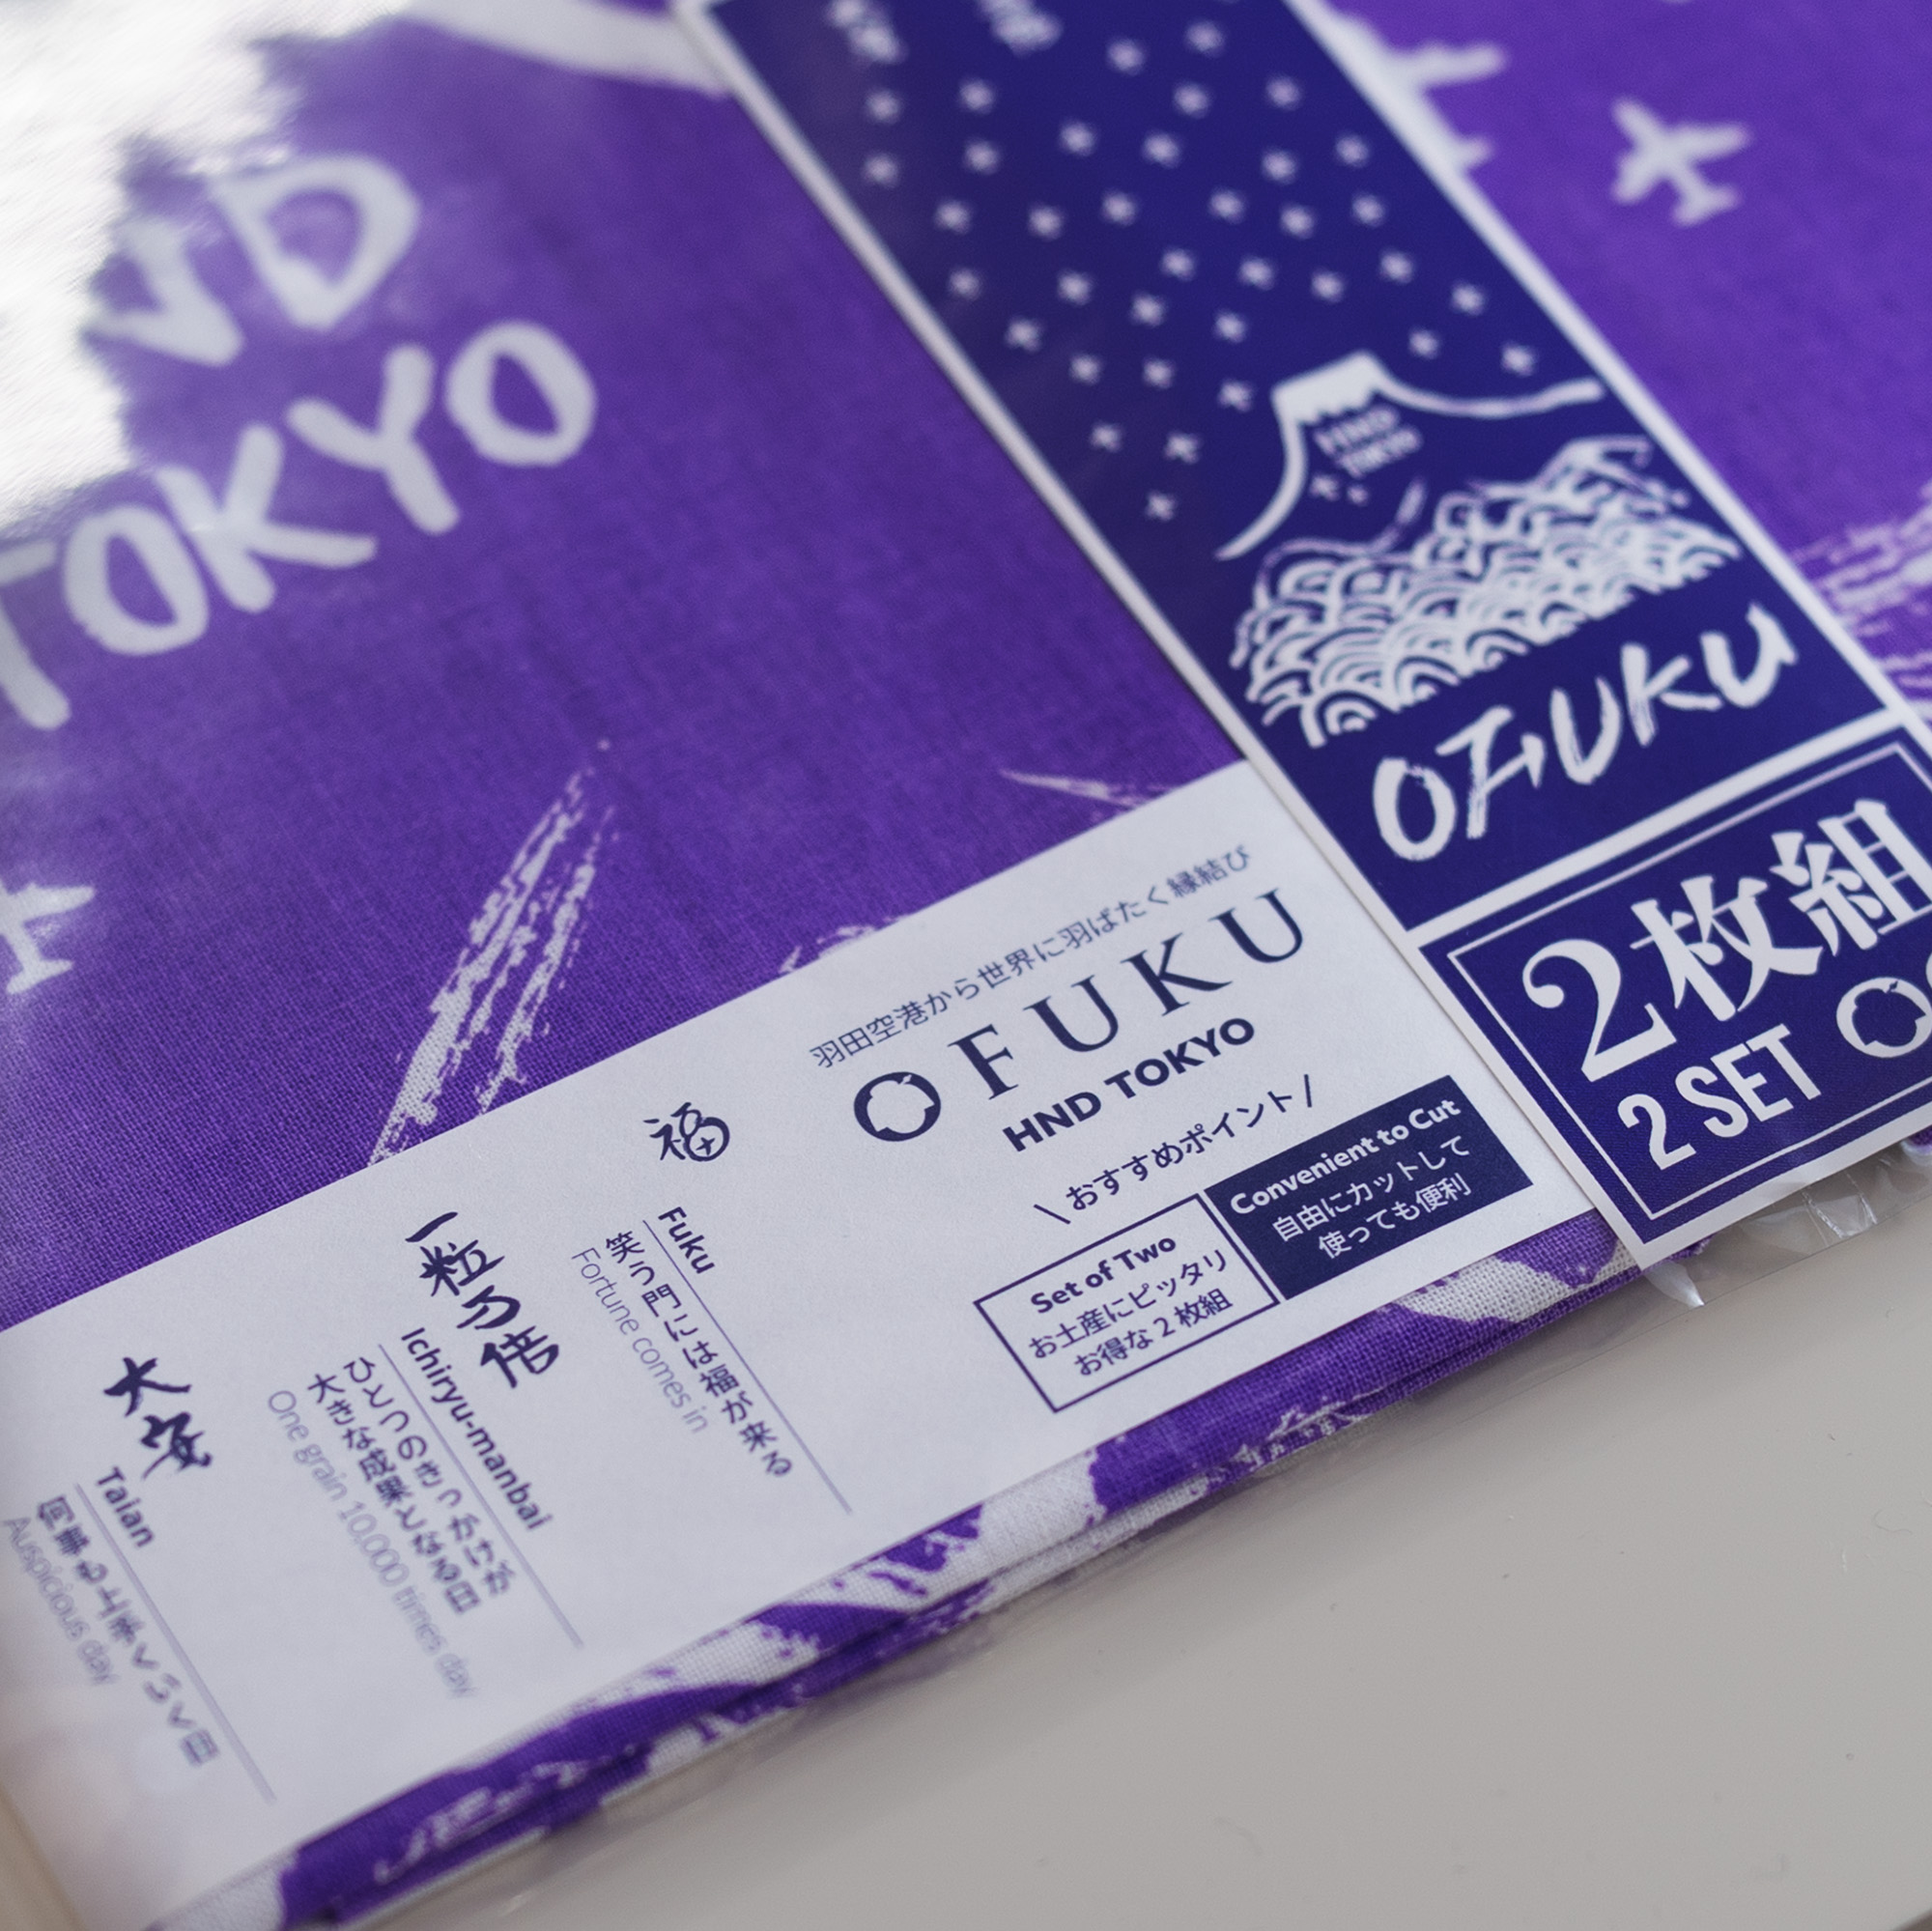 ND
TOKYO
HND
TOKYO
OFUKU
2枚組
2 SET
羽田空港から世界に羽ばたく縁結び
OFUKU
HND TOKYO
\ おすすめポイント /
Set of Two
お土産にピッタリ
お得な2枚組
Convenient to Cut
自由にカットして
使っても便利
福
Fuku
笑う門には福が来る
Fortune comes in
一粒万倍
Ichiryu-manbai
ひとつのきっかけが
大きな成果となる日
One grain 10,000 times day
大安
Taian
何事も上手くいく日
Auspicious day